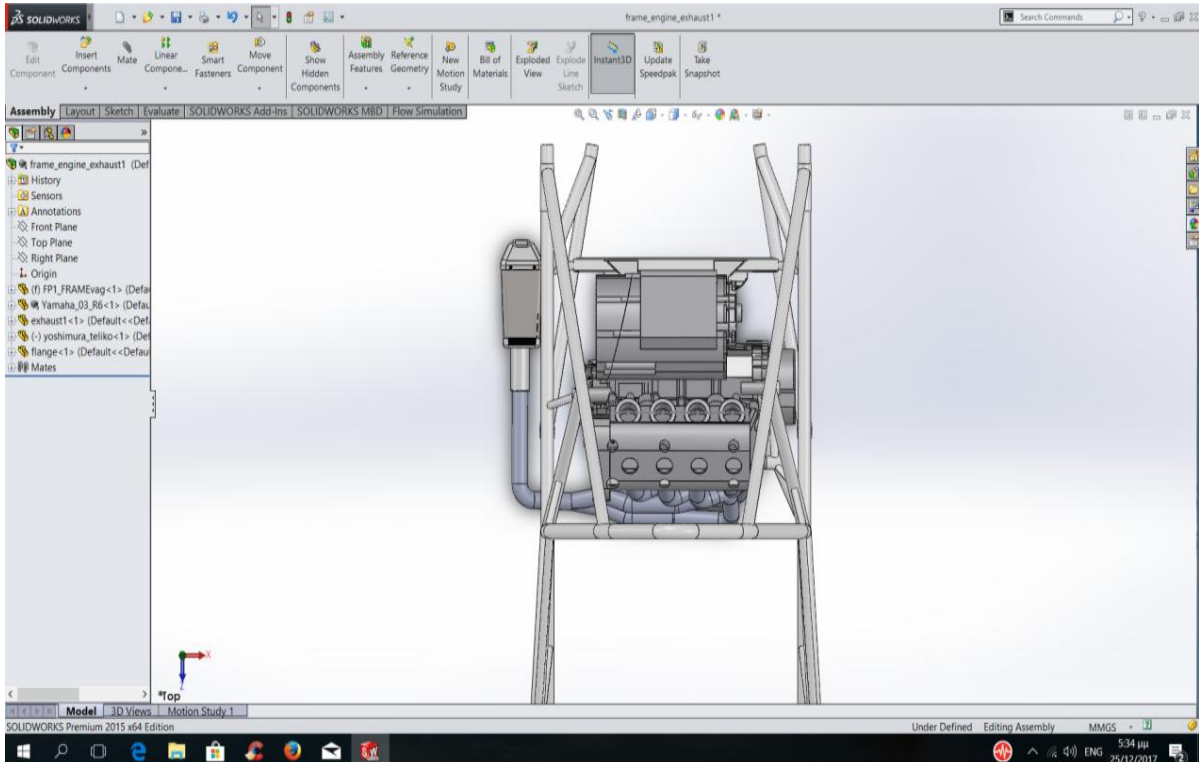 SOLIDWORKS
frame_engine_exhaust1 *
Search Commands
Edit Component
Insert Components
Mate
Linear Compone...
Smart Fasteners
Move Component
Show Hidden Components
Assembly Features
Reference Geometry
New Motion Study
Bill of Materials
Exploded View
Explode Line Sketch
Instant3D
Update Speedpak
Take Snapshot
Assembly Layout Sketch Evaluate SOLIDWORKS Add-Ins SOLIDWORKS MBD Flow Simulation
frame_engine_exhaust1 (Def
History
Sensors
Annotations
Front Plane
Top Plane
Right Plane
Origin
(f) FP1_FRAMEvag<1> (Defa
Yamaha_03_R6<1> (Defau
exhaust1<1> (Default<<Def
(-) yoshimura_teliko<1> (Def
flange<1> (Default<<Defaul
Mates
X
Z
*Top
Model 3D Views Motion Study 1
SOLIDWORKS Premium 2015 x64 Edition
Under Defined Editing Assembly MMGS
ENG
5:34 μμ
25/12/2017